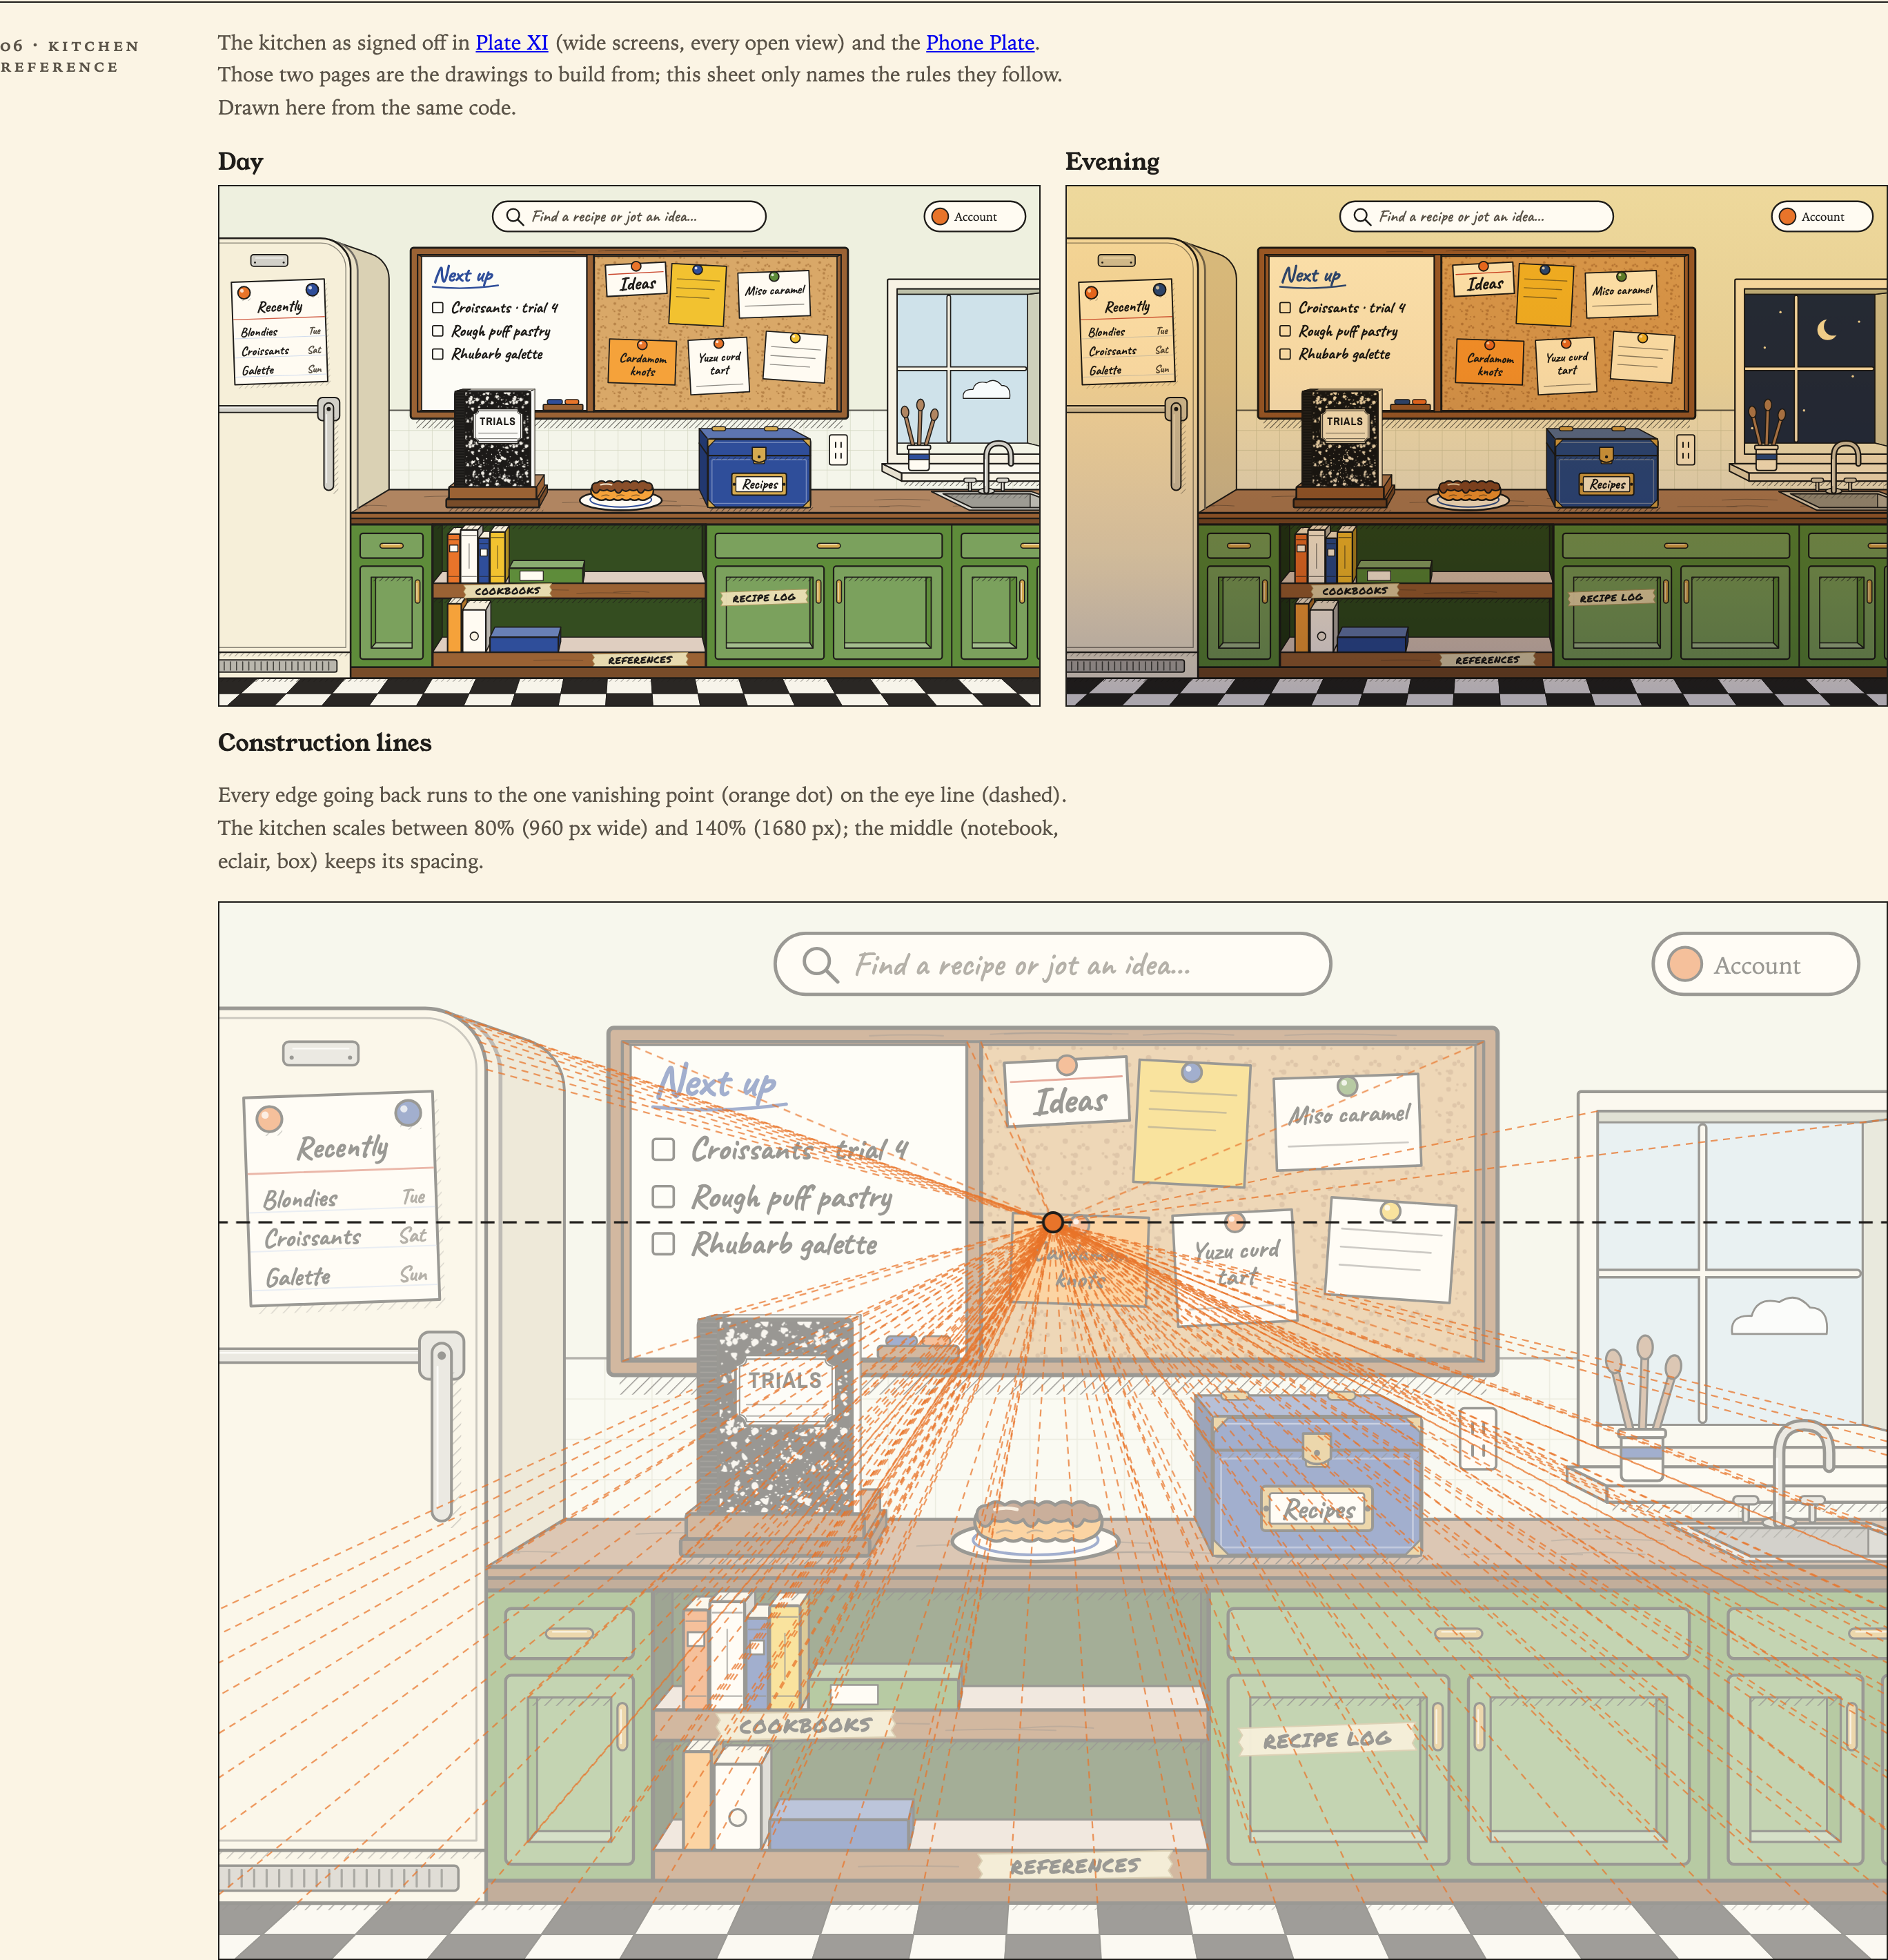 06 · KITCHEN
REFERENCE
The kitchen as signed off in Plate XI (wide screens, every open view) and the Phone Plate.
Those two pages are the drawings to build from; this sheet only names the rules they follow.
Drawn here from the same code.
Day
Find a recipe or jot an idea...
Account
Recently
Blondies Tue
Croissants Sat
Galette Sun
Next up
Croissants · trial 4
Rough puff pastry
Rhubarb galette
Ideas
Miso caramel
Cardamom
knots
Yuzu curd
tart
TRIALS
Recipes
COOKBOOKS
RECIPE LOG
REFERENCES
Evening
Find a recipe or jot an idea...
Account
Recently
Blondies Tue
Croissants Sat
Galette Sun
Next up
Croissants · trial 4
Rough puff pastry
Rhubarb galette
Ideas
Miso caramel
Cardamom
knots
Yuzu curd
tart
TRIALS
Recipes
COOKBOOKS
RECIPE LOG
REFERENCES
Construction lines
Every edge going back runs to the one vanishing point (orange dot) on the eye line (dashed).
The kitchen scales between 80% (960 px wide) and 140% (1680 px); the middle (notebook,
eclair, box) keeps its spacing.
Find a recipe or jot an idea...
Account
Recently
Blondies Tue
Croissants Sat
Galette Sun
Next up
Croissants · trial 4
Rough puff pastry
Rhubarb galette
Ideas
Miso caramel
Cardamom
knots
Yuzu curd
tart
TRIALS
Recipes
COOKBOOKS
RECIPE LOG
REFERENCES